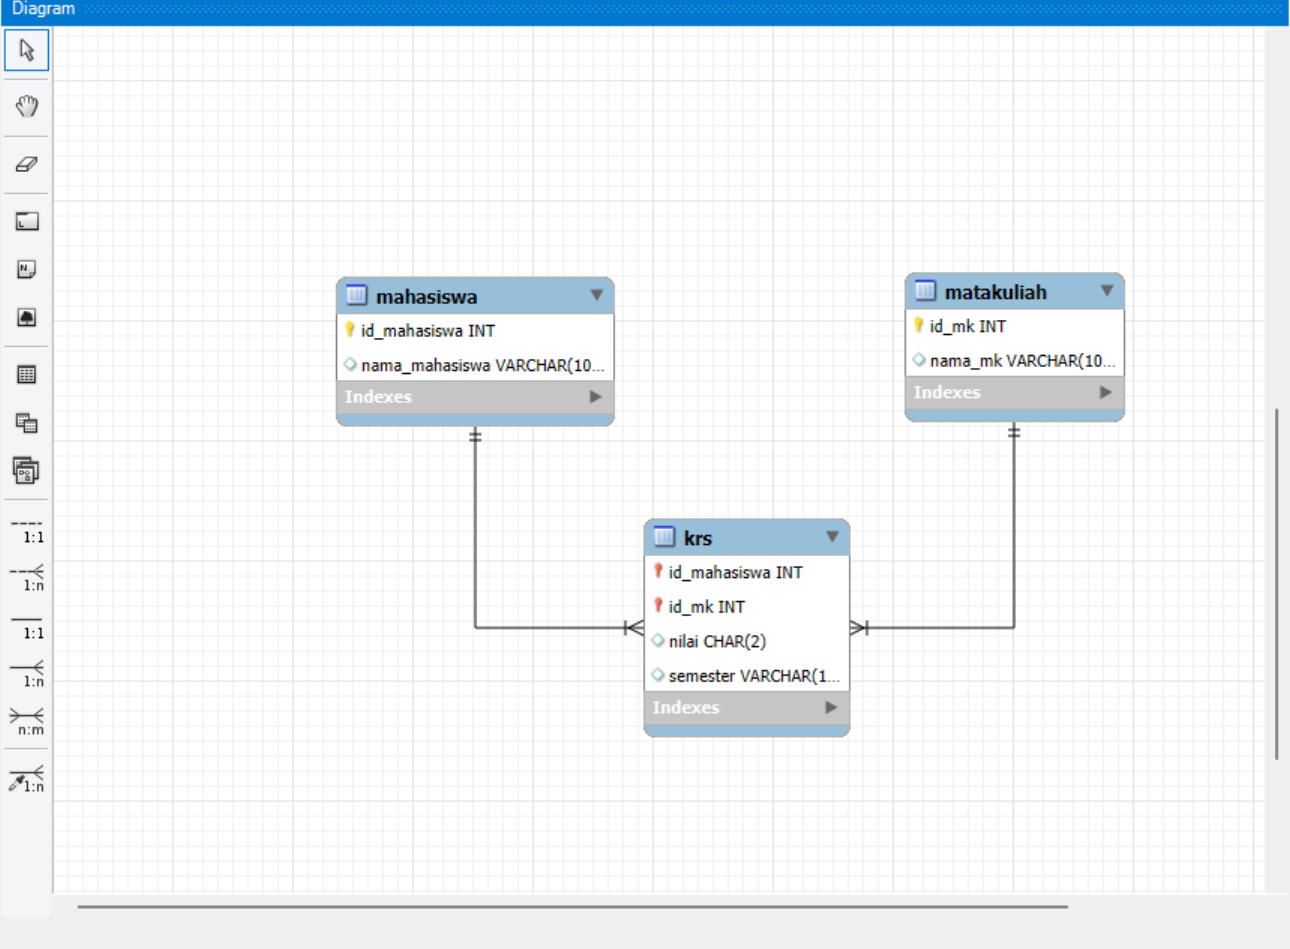 Diagram
mahasiswa
id_mahasiswa INT
nama_mahasiswa VARCHAR(10...
Indexes
matakuliah
id_mk INT
nama_mk VARCHAR(10...
Indexes
krs
id_mahasiswa INT
id_mk INT
nilai CHAR(2)
semester VARCHAR(1...
Indexes
1:1
1:n
1:1
1:n
n:m
1:n